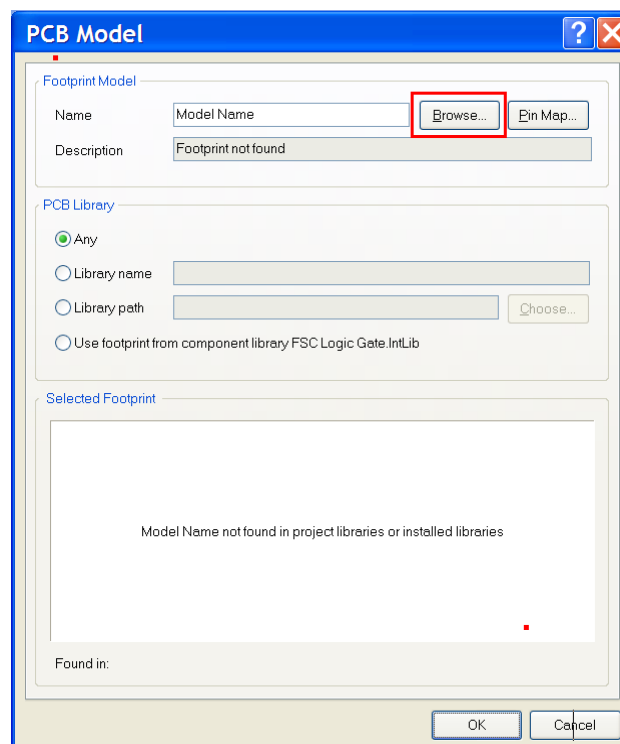 PCB Model ?
Footprint Model
Name Model Name Browse... Pin Map...
Description Footprint not found
PCB Library
Any
Library name
Library path Choose...
Use footprint from component library FSC Logic Gate.IntLib
Selected Footprint
Model Name not found in project libraries or installed libraries
Found in:
OK Cancel